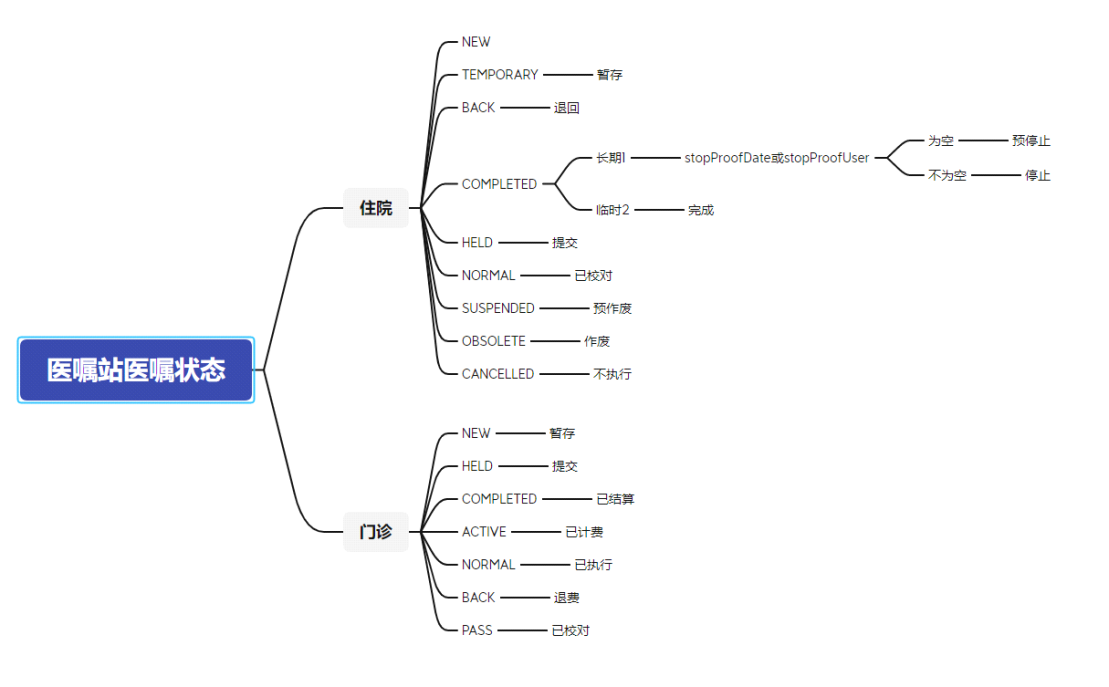 医嘱站医嘱状态
住院
NEW
TEMPORARY 暂存
BACK 退回
COMPLETED
长期1 stopProofDate或stopProofUser
为空 预停止
不为空 停止
临时2 完成
HELD 提交
NORMAL 已校对
SUSPENDED 预作废
OBSOLETE 作废
CANCELLED 不执行
门诊
NEW 暂存
HELD 提交
COMPLETED 已结算
ACTIVE 已计费
NORMAL 已执行
BACK 退费
PASS 已校对